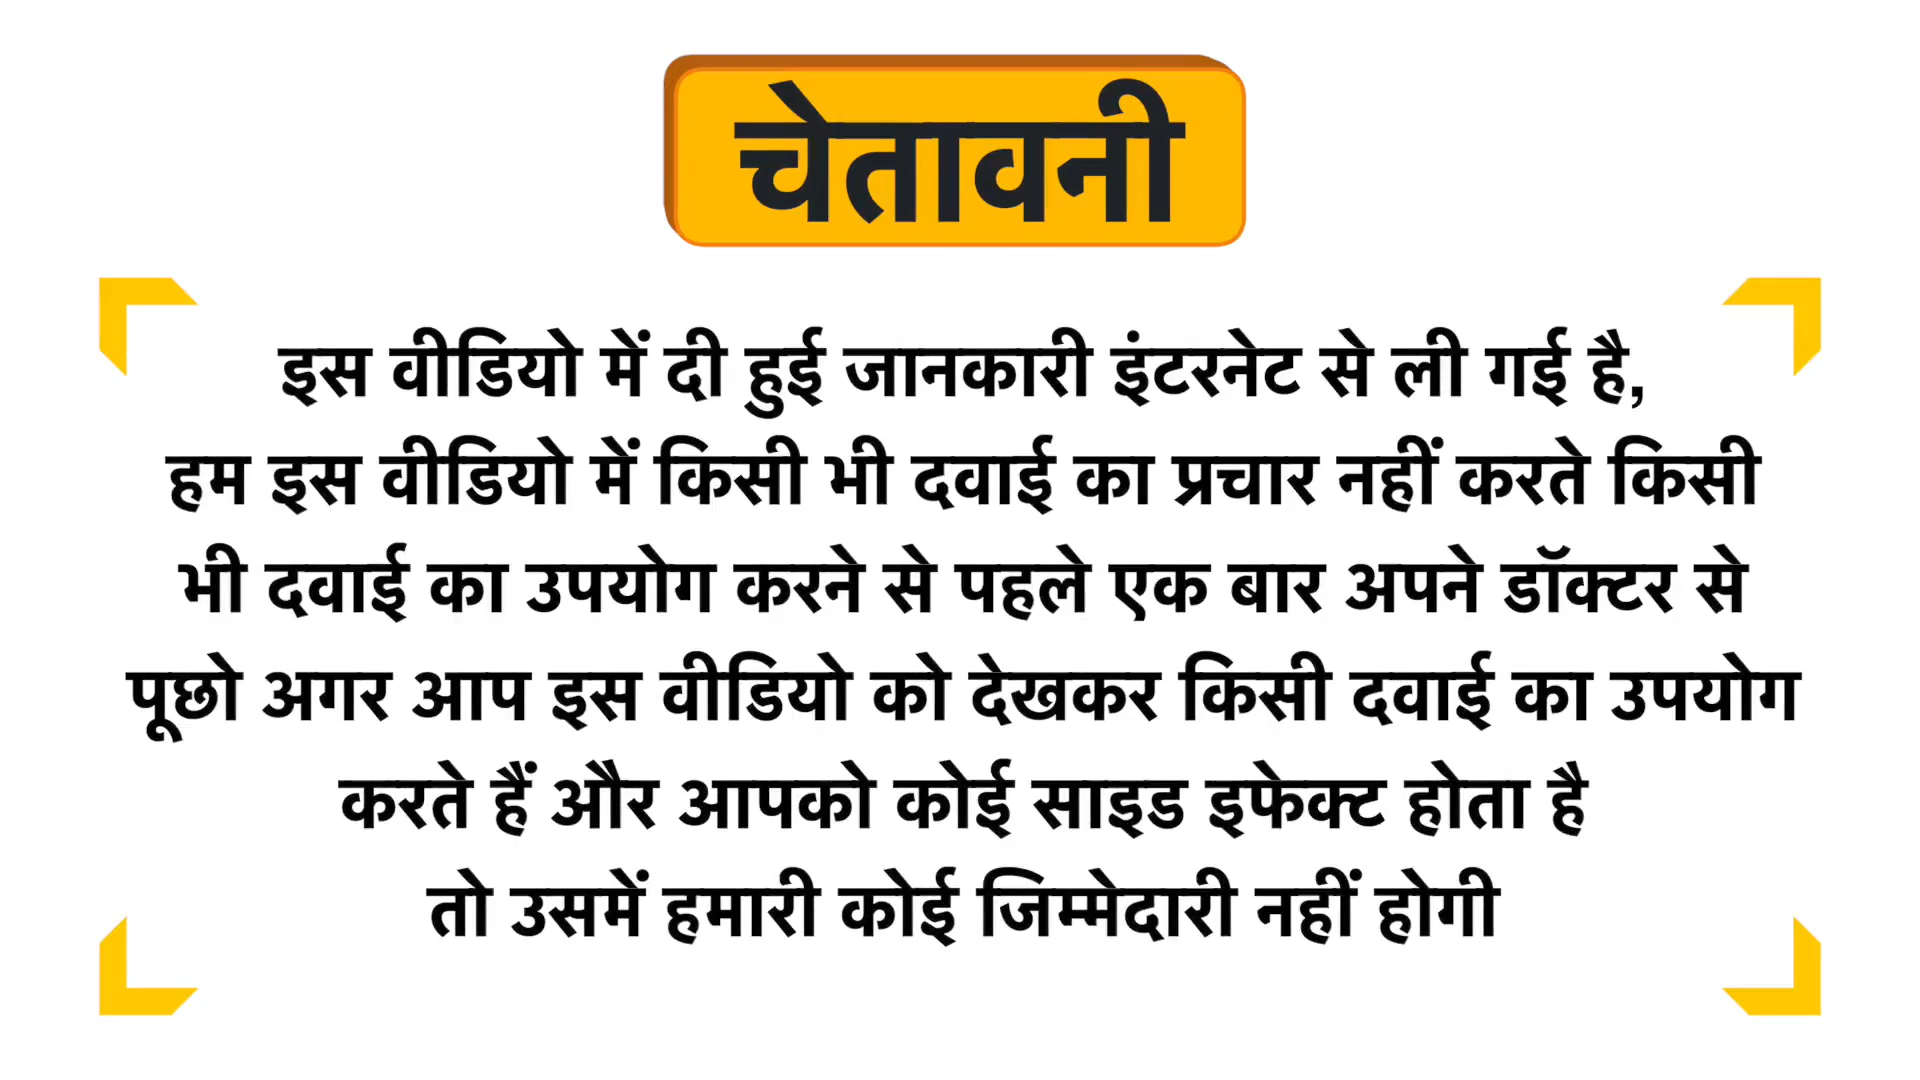 चेतावनी
इस वीडियो में दी हुई जानकारी इंटरनेट से ली गई है,
हम इस वीडियो में किसी भी दवाई का प्रचार नहीं करते किसी
भी दवाई का उपयोग करने से पहले एक बार अपने डॉक्टर से
पूछो अगर आप इस वीडियो को देखकर किसी दवाई का उपयोग
करते हैं और आपको कोई साइड इफेक्ट होता है
तो उसमें हमारी कोई जिम्मेदारी नहीं होगी